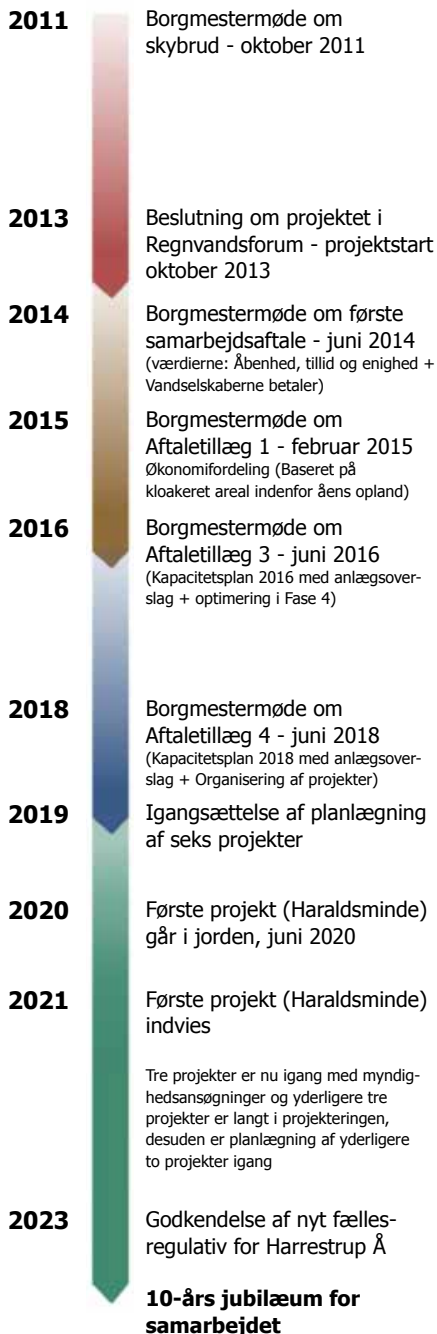 2011
Borgmestermøde om
skybrud - oktober 2011
2013
Beslutning om projektet i
Regnvandsforum - projektstart
oktober 2013
2014
Borgmestermøde om første
samarbejdsaftale - juni 2014
(værdierne: Åbenhed, tillid og enighed +
Vandselskaberne betaler)
2015
Borgmestermøde om
Aftaletillæg 1 - februar 2015
Økonomifordeling (Baseret på
kloakeret areal indenfor åens opland)
2016
Borgmestermøde om
Aftaletillæg 3 - juni 2016
(Kapacitetsplan 2016 med anlægsover-
slag + optimering i Fase 4)
2018
Borgmestermøde om
Aftaletillæg 4 - juni 2018
(Kapacitetsplan 2018 med anlægsover-
slag + Organisering af projekter)
2019
Igangsættelse af planlægning
af seks projekter
2020
Første projekt (Haraldsminde)
går i jorden, juni 2020
2021
Første projekt (Haraldsminde)
indvies
Tre projekter er nu igang med myndig-
hedsansøgninger og yderligere tre
projekter er langt i projekteringen,
desuden er planlægning af yderligere
to projekter igang
2023
Godkendelse af nyt fælles-
regulativ for Harrestrup Å
10-års jubilæum for
samarbejdet